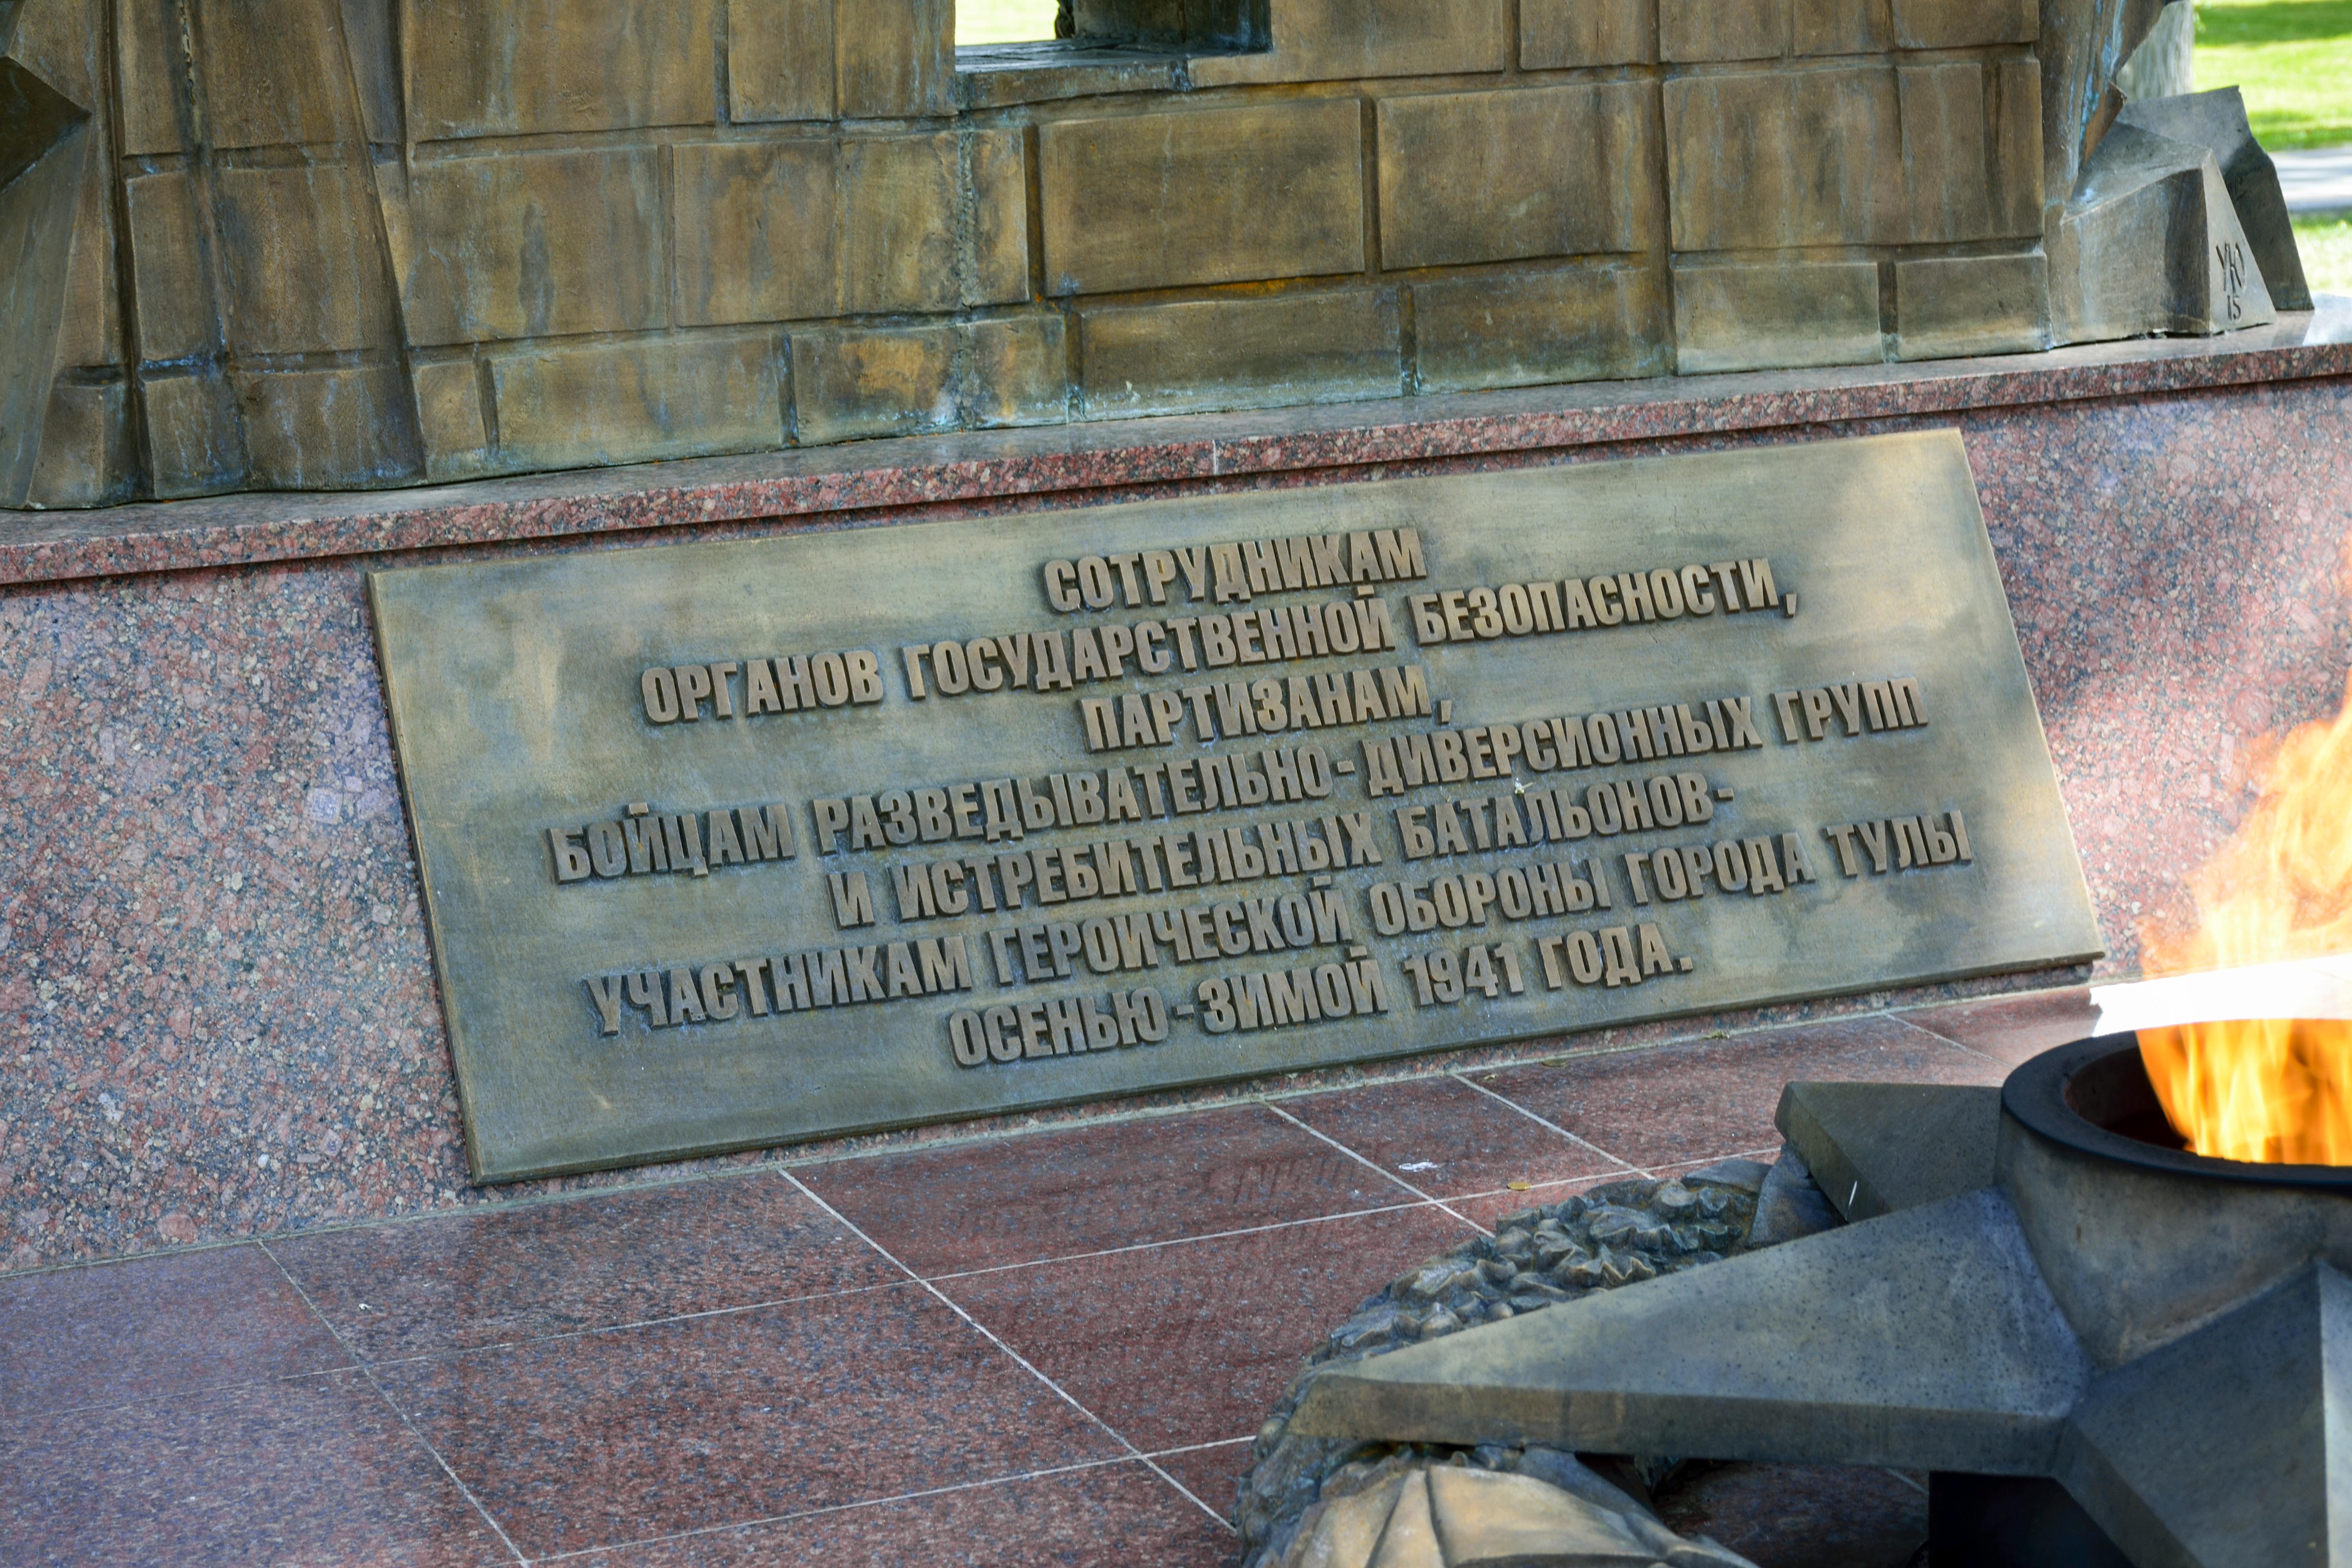 СОТРУДНИКАМ
ОРГАНОВ ГОСУДАРСТВЕННОЙ БЕЗОПАСНОСТИ,
ПАРТИЗАНАМ,
БОЙЦАМ РАЗВЕДЫВАТЕЛЬНО-ДИВЕРСИОННЫХ ГРУПП
И ИСТРЕБИТЕЛЬНЫХ БАТАЛЬОНОВ-
УЧАСТНИКАМ ГЕРОИЧЕСКОЙ ОБОРОНЫ ГОРОДА ТУЛЫ
ОСЕНЬЮ-ЗИМОЙ 1941 ГОДА.
15